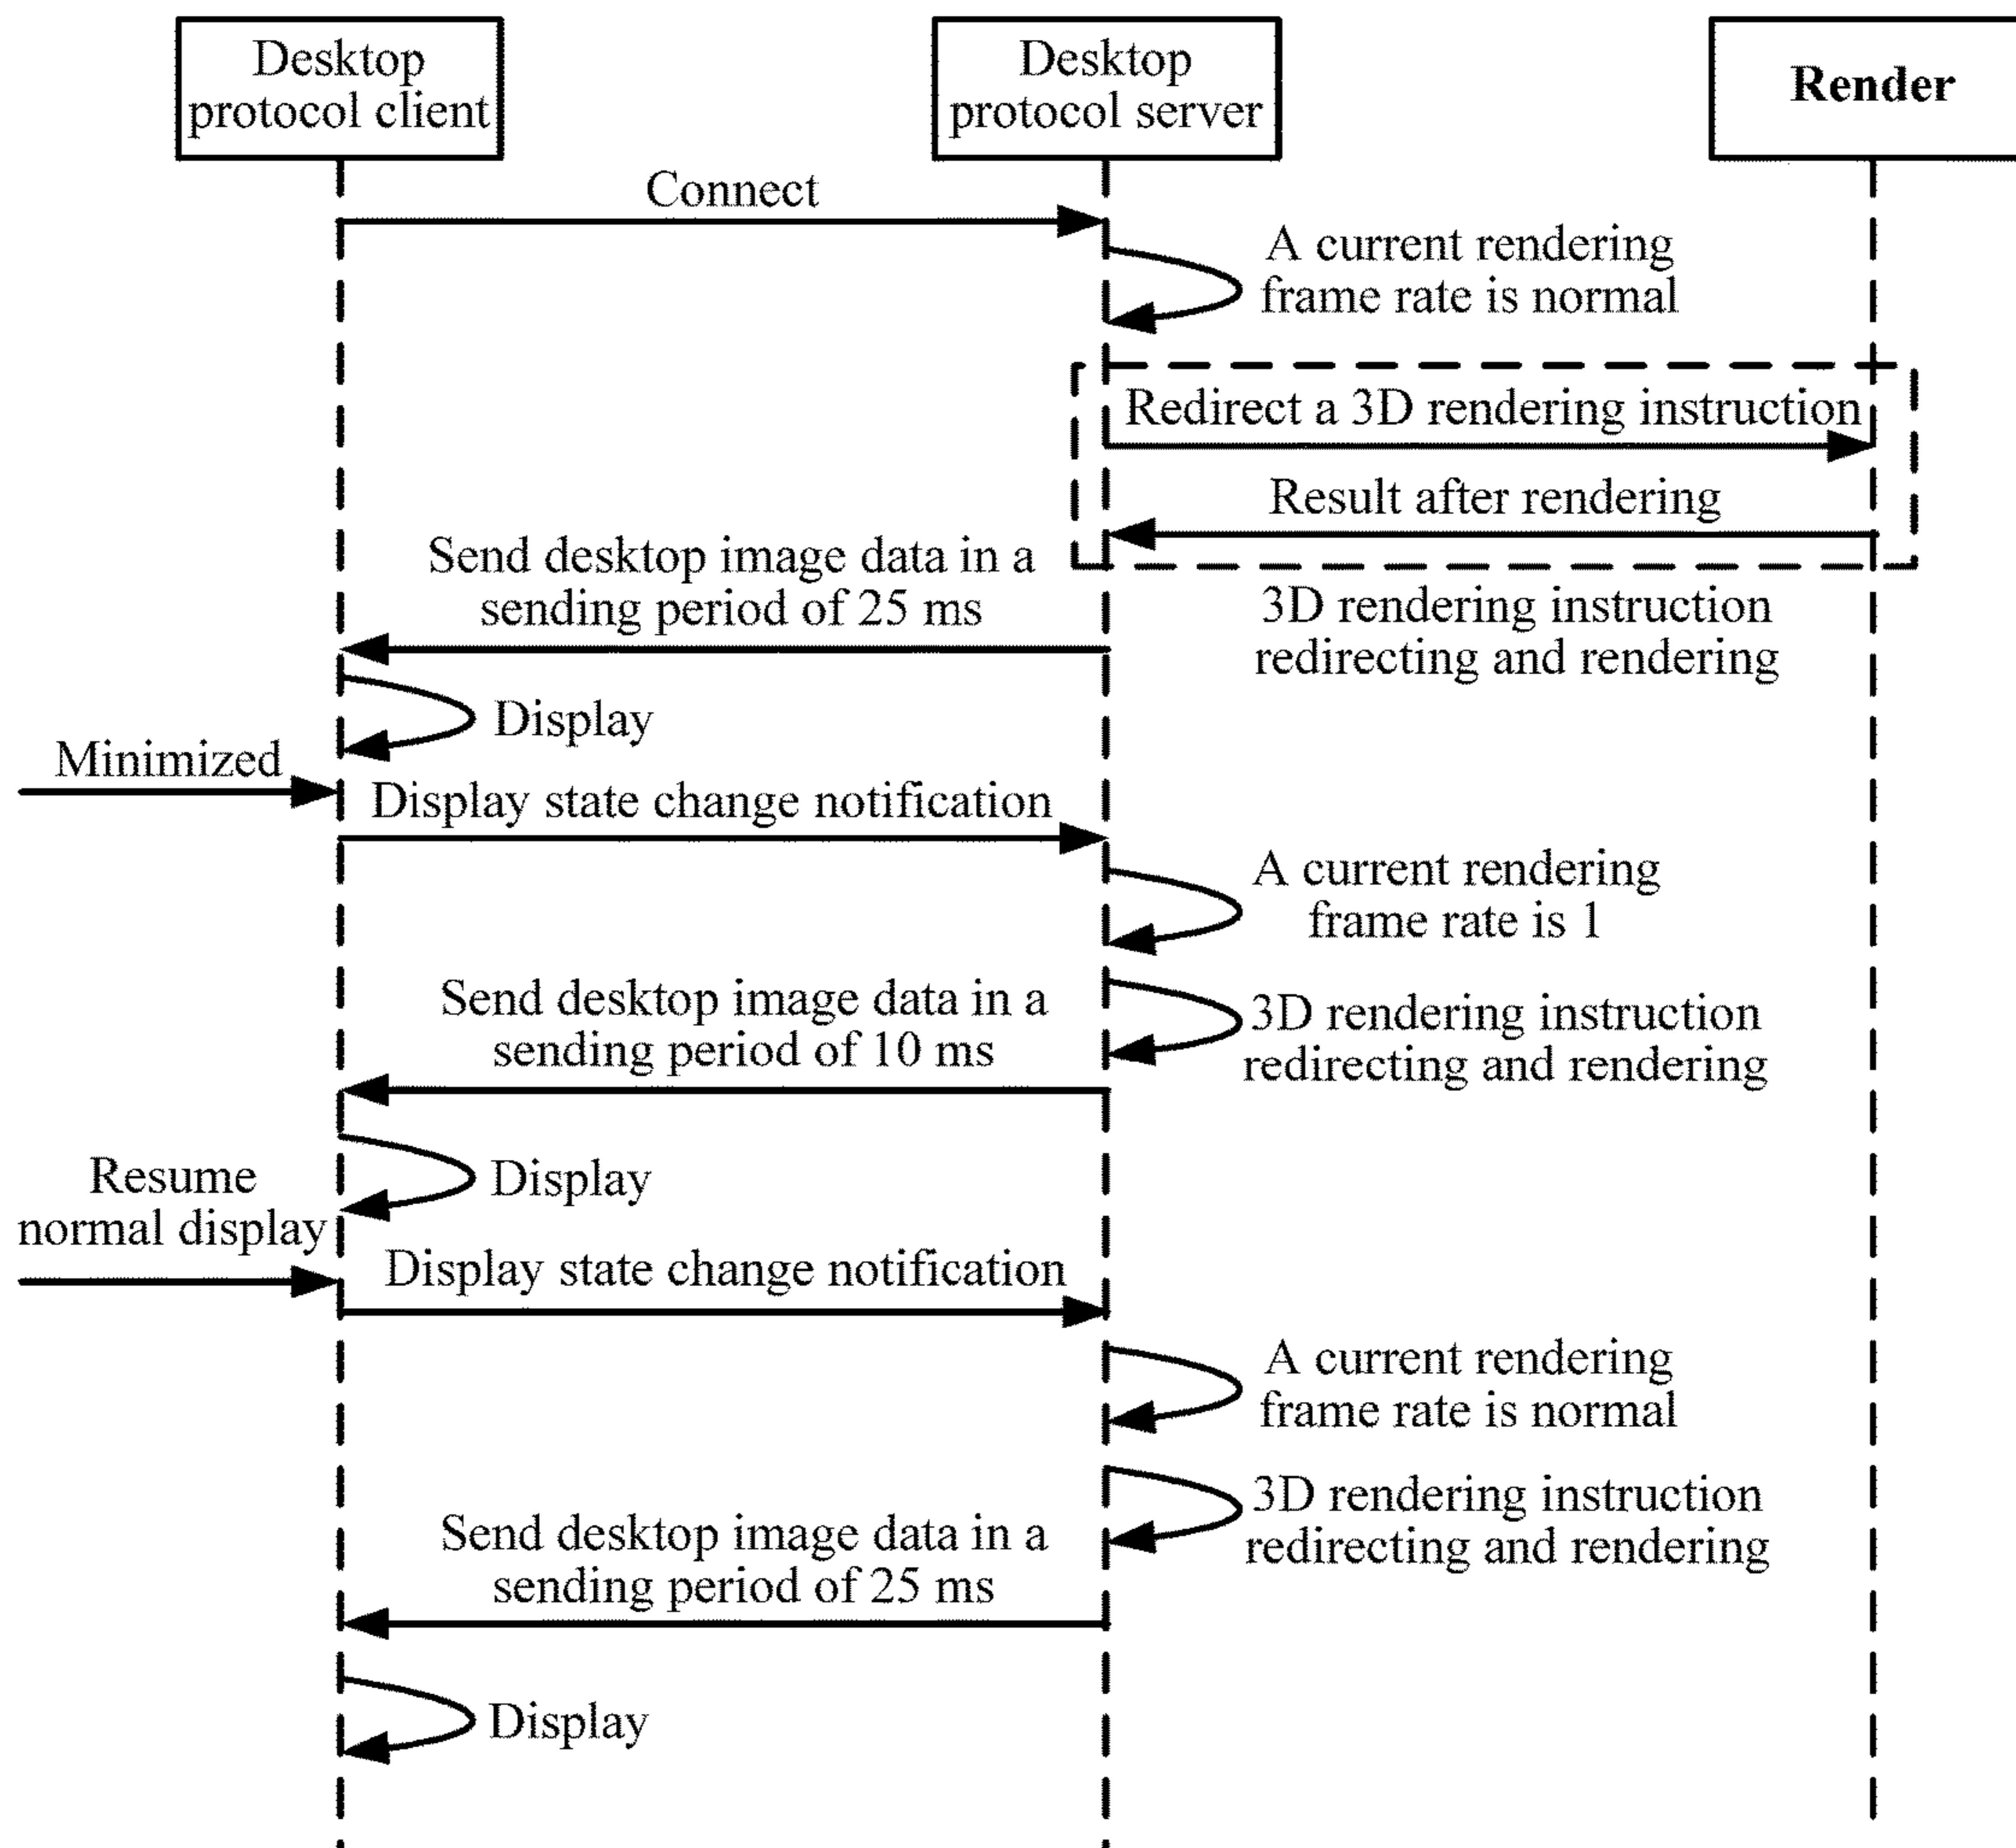 Desktop
protocol client
Desktop
protocol server
Render
Connect
A current rendering
frame rate is normal
Redirect a 3D rendering instruction
Result after rendering
Send desktop image data in a
sending period of 25 ms
3D rendering instruction
redirecting and rendering
Display
Minimized
Display state change notification
A current rendering
frame rate is 1
Send desktop image data in a
sending period of 10 ms
3D rendering instruction
redirecting and rendering
Display
Resume
normal display
Display state change notification
A current rendering
frame rate is normal
3D rendering instruction
redirecting and rendering
Send desktop image data in a
sending period of 25 ms
Display